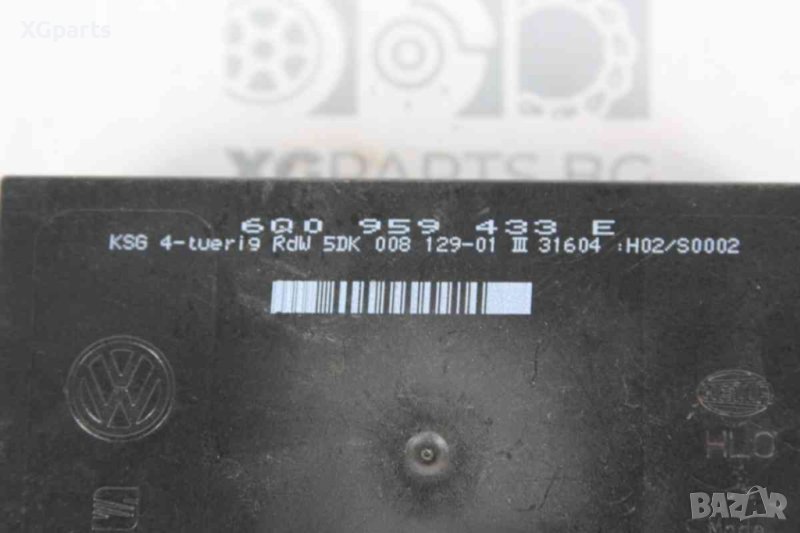 XGparts
XGPARTS.BG
6Q0 959 433 E
KSG 4-tuerig RdW 5DK 008 129-01 III 31604 :H02/S0002
HLO
Made
BAZAR